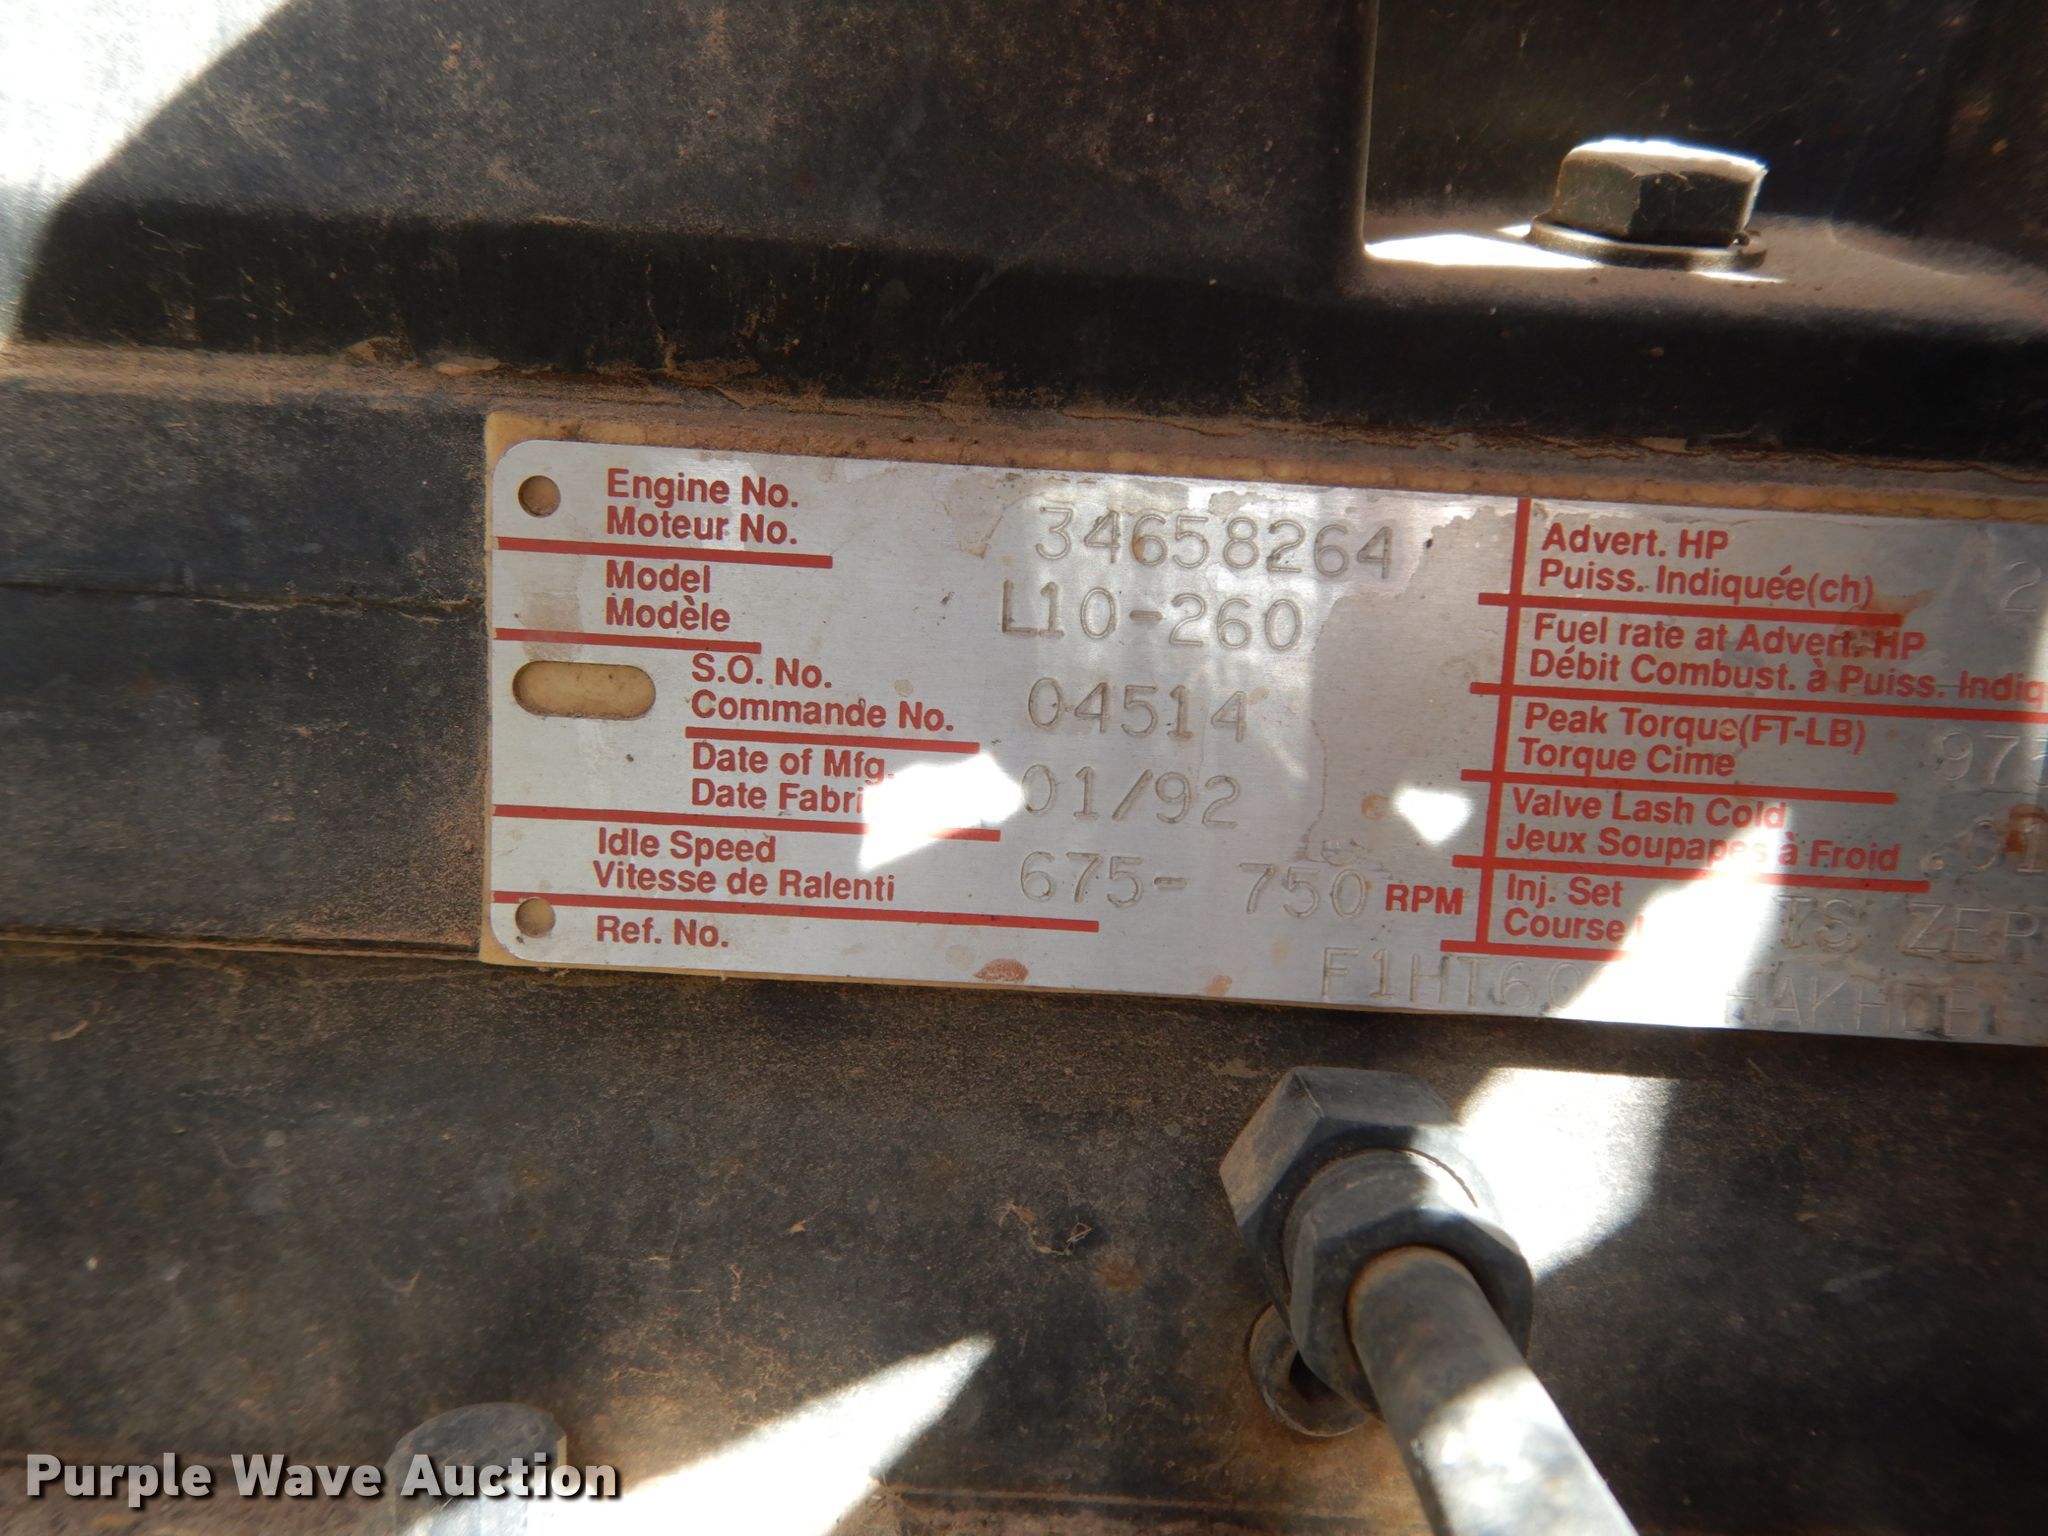 Engine No.
Moteur No. 34658264
Model
Modèle L10-260
S.O. No.
Commande No. 04514
Date of Mfg.
Date 01/92
Idle Speed
Vitesse de Ralenti 675- 750 RPM
Ref. No.
Advert. HP
Puiss. Indiquée(ch)
Fuel rate at Advert. HP
Débit Combust. à Puiss.
Peak Torque(FT-LB)
Torque Cime
Valve Lash Cold
Jeux Soupapes à Froid
Inj. Set
Course
Purple Wave Auction